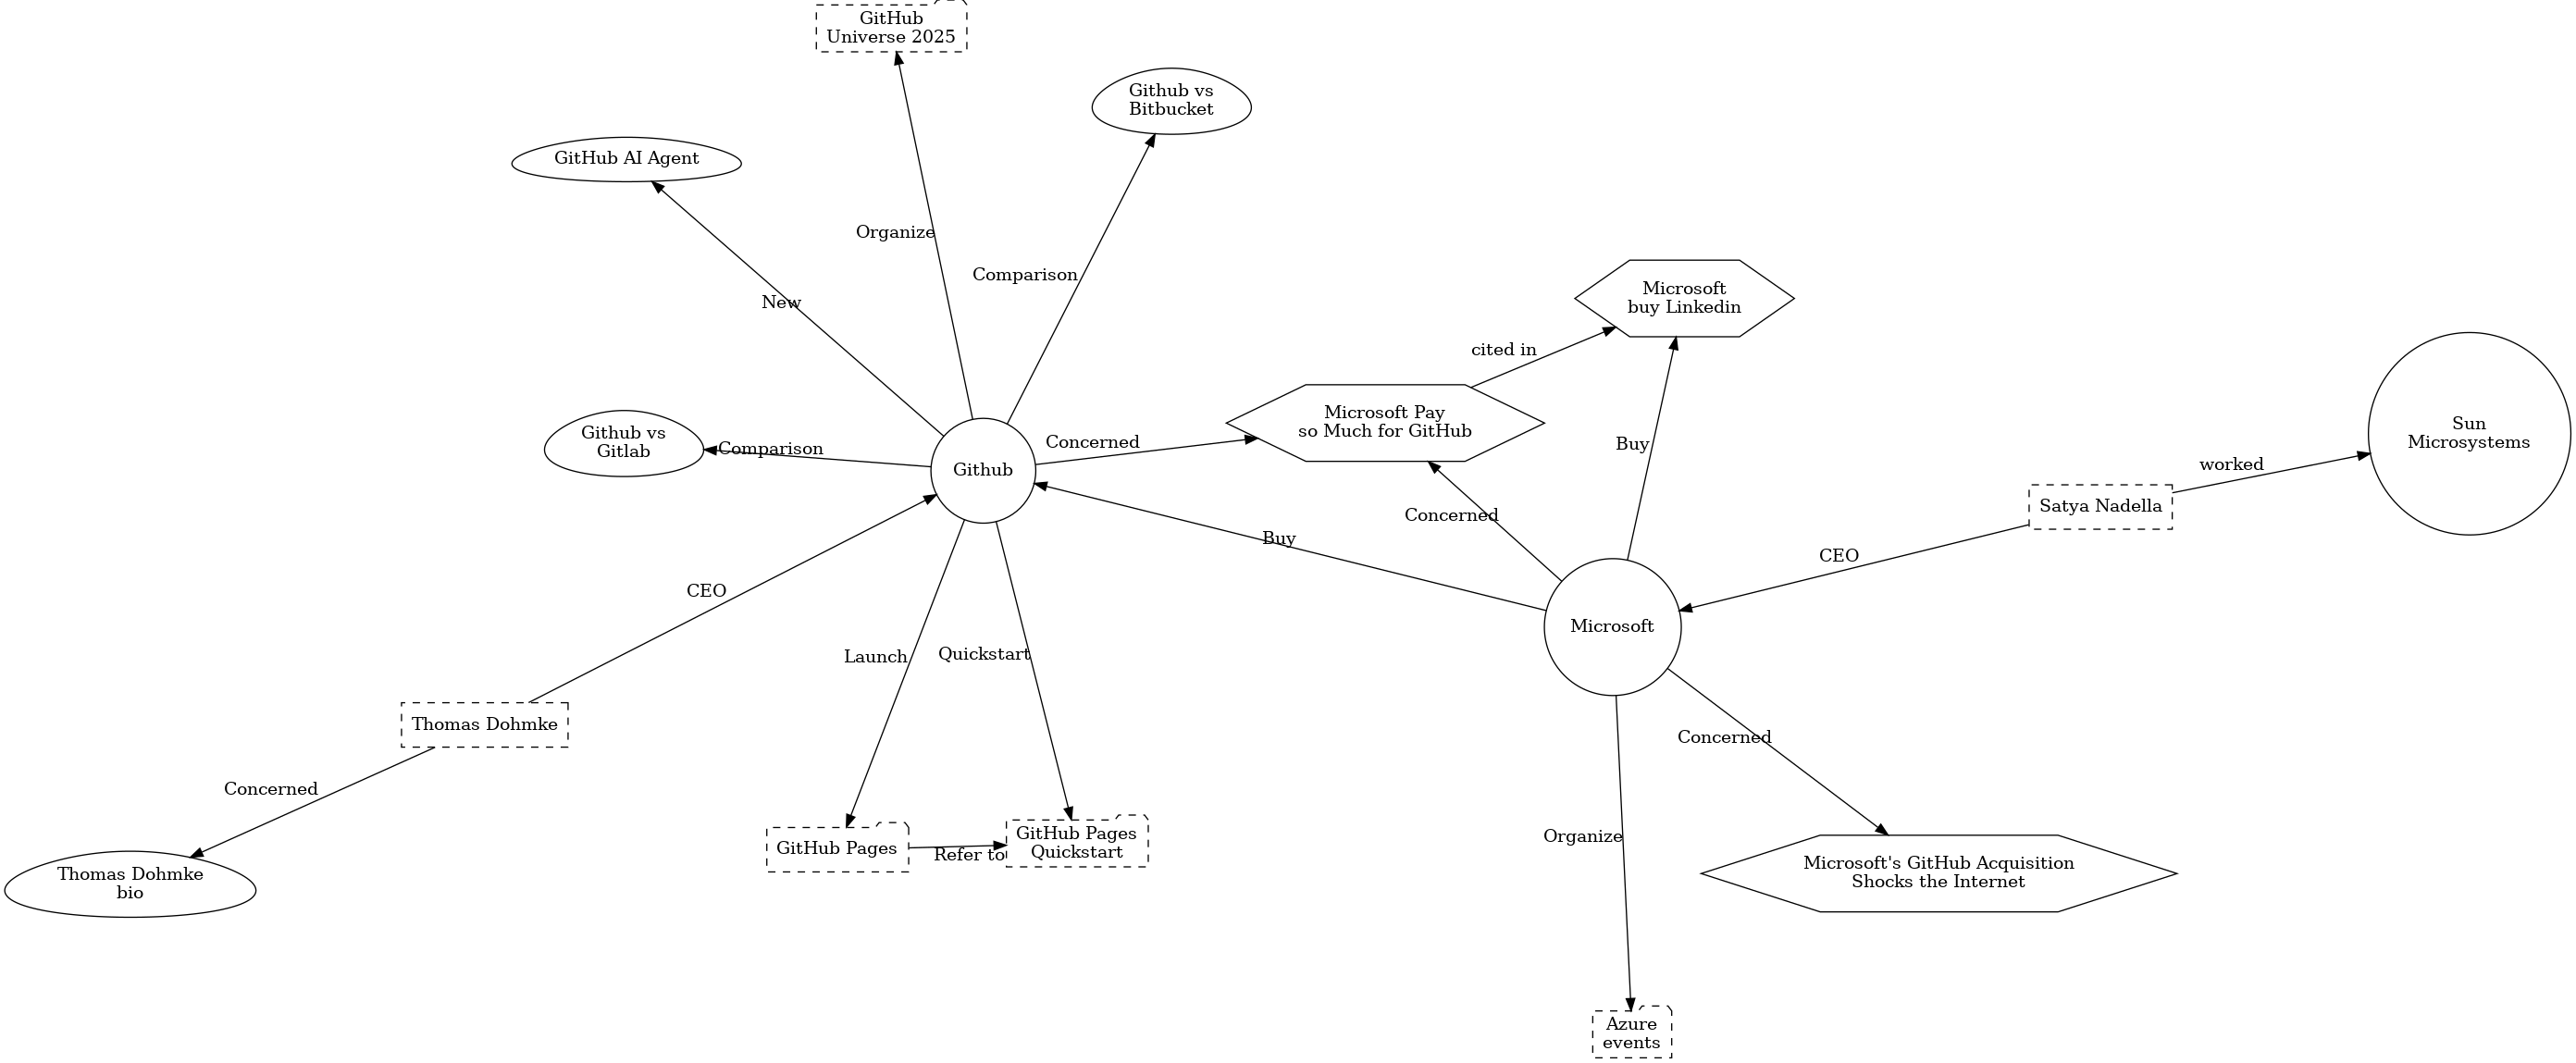 GitHub
Universe 2025
Github vs
Bitbucket
GitHub AI Agent
Organize
Comparison
New
Microsoft
buy Linkedin
cited in
Github vs
Gitlab
Comparison
Github
Concerned
Microsoft Pay
so Much for GitHub
Buy
Sun
Microsystems
worked
Satya Nadella
Concerned
Buy
CEO
CEO
Microsoft
Launch
Quickstart
Thomas Dohmke
Concerned
Concerned
Thomas Dohmke
bio
GitHub Pages
Refer to
GitHub Pages
Quickstart
Organize
Microsoft's GitHub Acquisition
Shocks the Internet
Azure
events